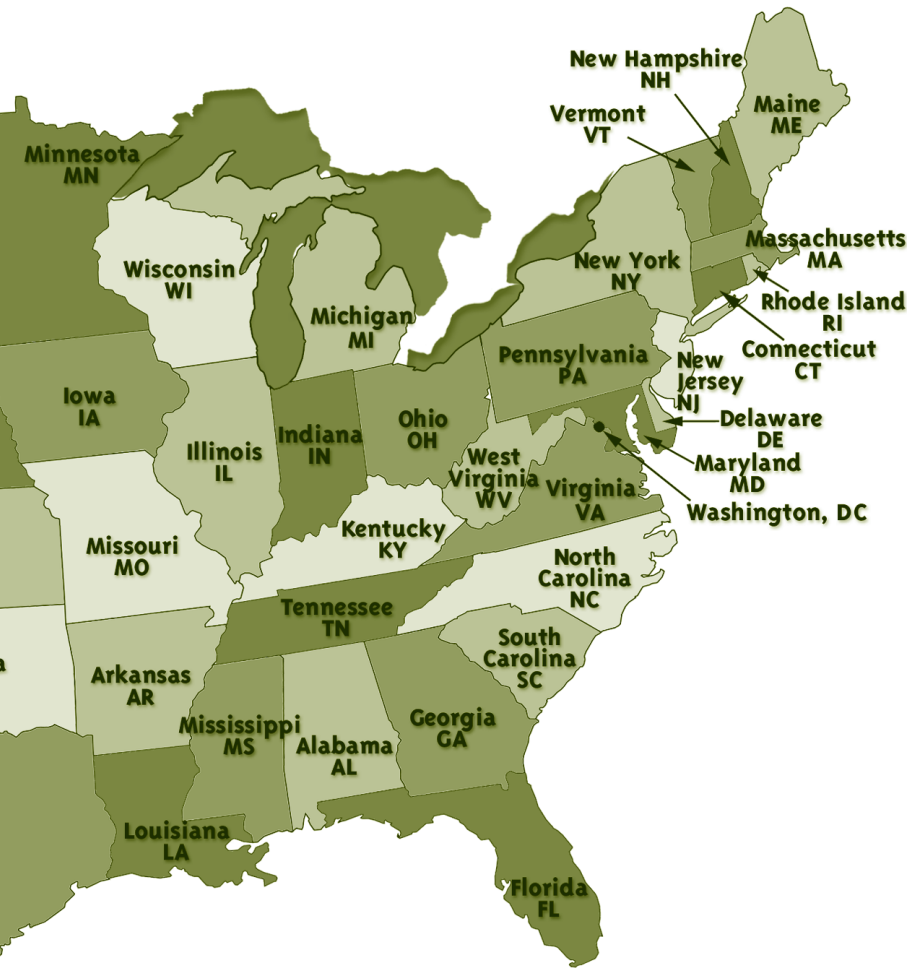 New Hampshire
NH
Vermont
VT
Maine
ME
Minnesota
MN
Massachusetts
MA
Wisconsin
WI
New York
NY
Rhode Island
RI
Michigan
MI
Connecticut
CT
Pennsylvania
PA
New
Jersey
NJ
Iowa
IA
Ohio
OH
Delaware
DE
Indiana
IN
Illinois
IL
West
Virginia
WV
Maryland
MD
Virginia
VA
Washington, DC
Kentucky
KY
Missouri
MO
North
Carolina
NC
Tennessee
TN
South
Carolina
SC
a
Arkansas
AR
Georgia
GA
Mississippi
MS
Alabama
AL
Louisiana
LA
Florida
FL